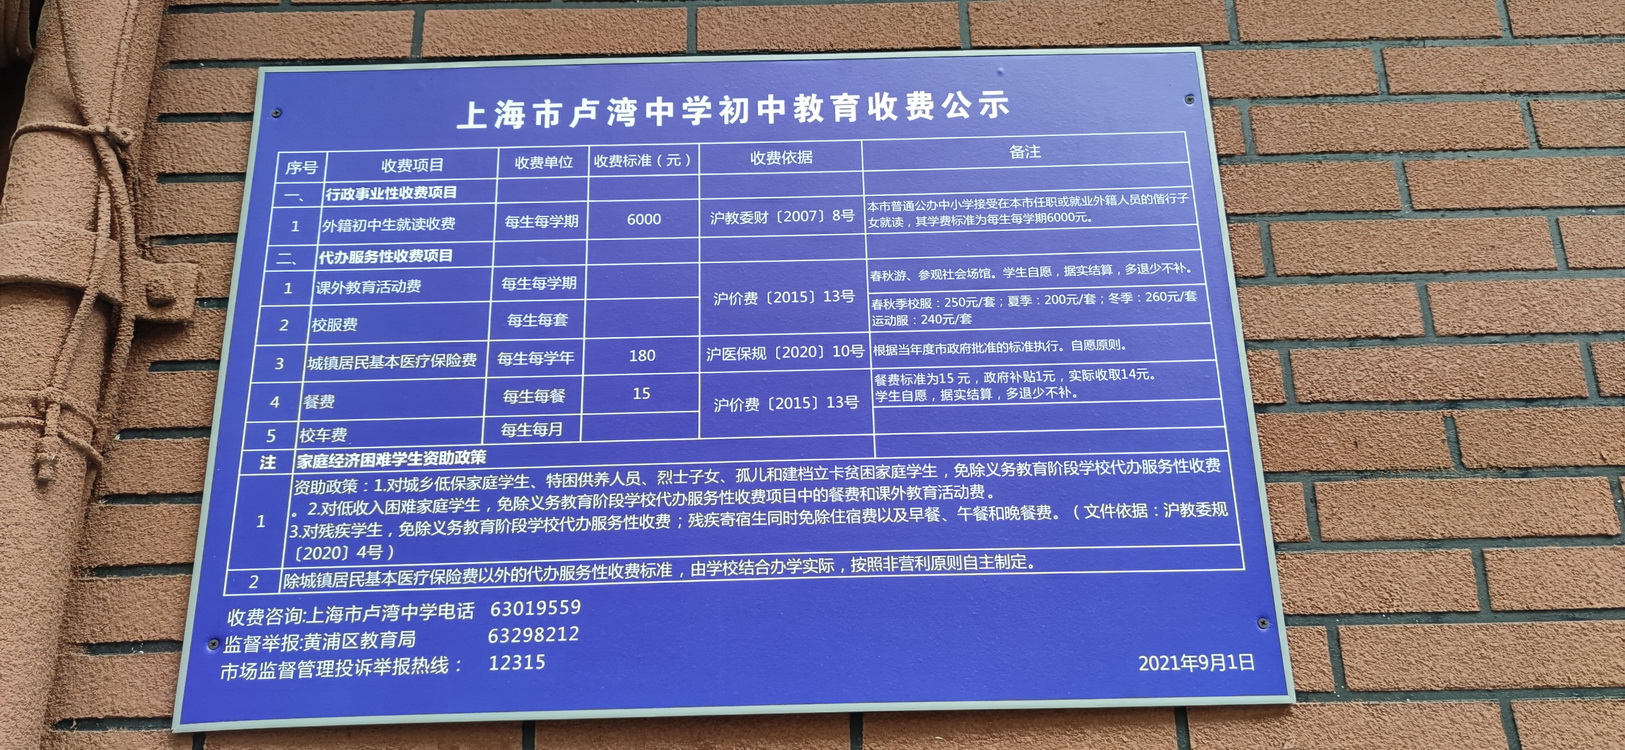 上海市卢湾中学初中教育收费公示
序号 收费项目 收费单位 收费标准（元） 收费依据 备注
一、 行政事业性收费项目
1 外籍初中生就读收费 每生每学期 6000 沪教委财〔2007〕8号 本市普通公办中小学接受在本市任职或就业外籍人员的偕行子
女就读，其学费标准为每生每学期6000元。
二、 代办服务性收费项目
1 课外教育活动费 每生每学期 沪价费〔2015〕13号 春秋游、参观社会场馆。学生自愿，据实结算，多退少不补。
2 校服费 每生每套 春秋季校服：250元/套；夏季：200元/套；冬季：260元/套
运动服：240元/套
3 城镇居民基本医疗保险费 每生每学年 180 沪医保规〔2020〕10号 根据当年度市政府批准的标准执行。自愿原则。
4 餐费 每生每餐 15 沪价费〔2015〕13号 餐费标准为15元，政府补贴1元，实际收取14元。
学生自愿，据实结算，多退少不补。
5 校车费 每生每月
注 家庭经济困难学生资助政策
1 资助政策：1.对城乡低保家庭学生、特困供养人员、烈士子女、孤儿和建档立卡贫困家庭学生，免除义务教育阶段学校代办服务性收费
。2.对低收入困难家庭学生，免除义务教育阶段学校代办服务性收费项目中的餐费和课外教育活动费。
3.对残疾学生，免除义务教育阶段学校代办服务性收费；残疾寄宿生同时免除住宿费以及早餐、午餐和晚餐费。（文件依据：沪教委规
〔2020〕4号）
2 除城镇居民基本医疗保险费以外的代办服务性收费标准，由学校结合办学实际，按照非营利原则自主制定。
收费咨询:上海市卢湾中学电话 63019559
监督举报:黄浦区教育局 63298212
市场监督管理投诉举报热线： 12315
2021年9月1日